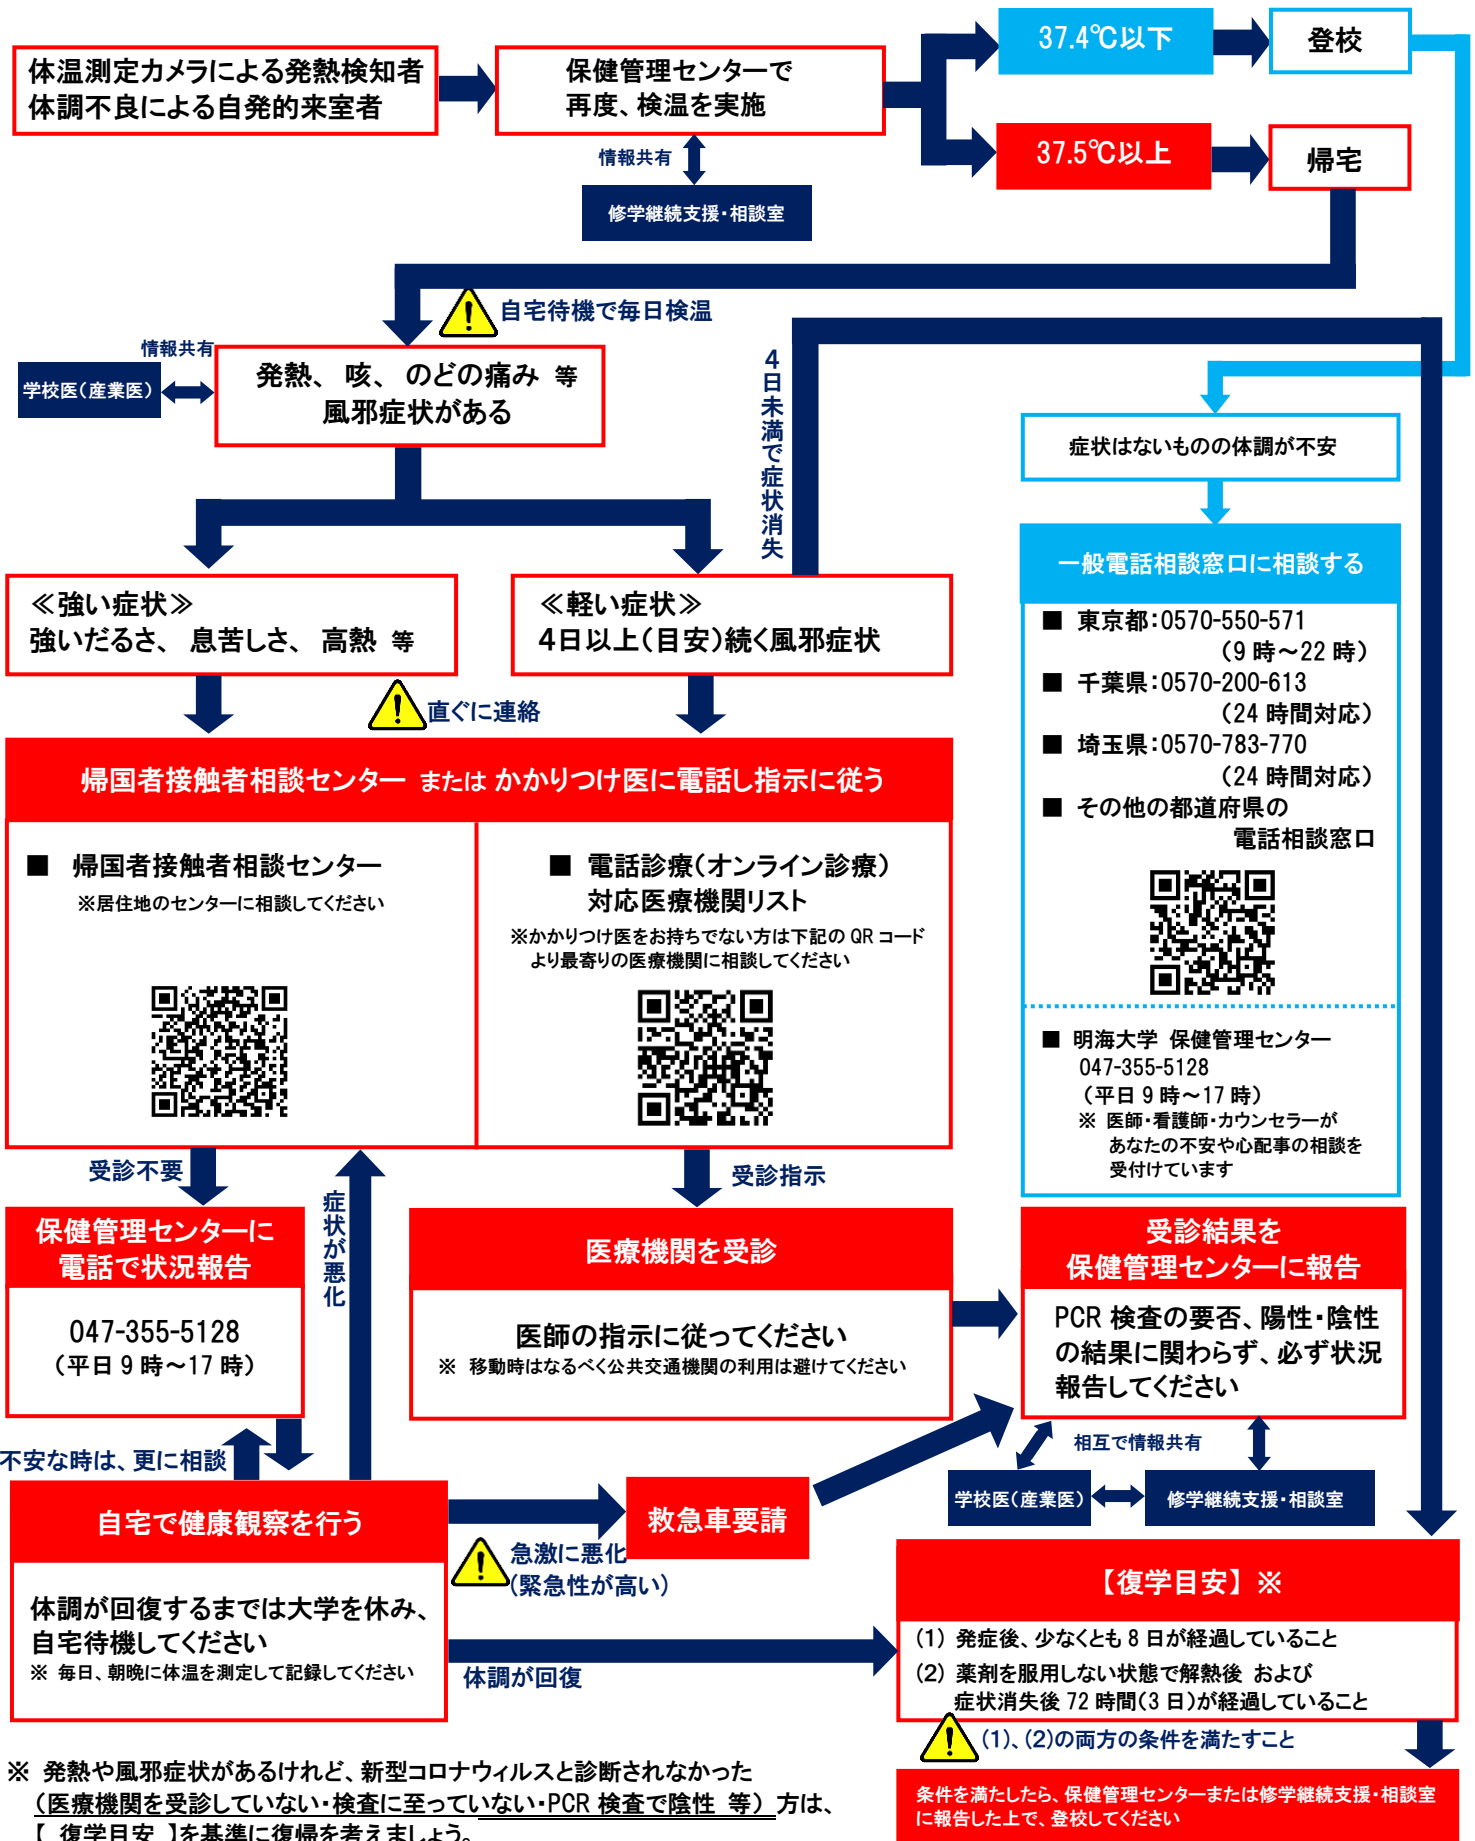 体温測定カメラによる発熱検知者
体調不良による自発的来室者
保健管理センターで
再度、検温を実施
37.4℃以下
登校
37.5℃以上
帰宅
情報共有
修学継続支援・相談室
自宅待機で毎日検温
情報共有
学校医（産業医）
発熱、咳、のどの痛み 等
風邪症状がある
4日未満で症状消失
症状はないものの体調が不安
≪強い症状≫
強いだるさ、息苦しさ、高熱 等
≪軽い症状≫
4日以上（目安）続く風邪症状
直ぐに連絡
一般電話相談窓口に相談する
■ 東京都：0570-550-571
（9 時～22 時）
■ 千葉県：0570-200-613
（24 時間対応）
■ 埼玉県：0570-783-770
（24 時間対応）
■ その他の都道府県の
電話相談窓口
■ 明海大学 保健管理センター
047-355-5128
（平日 9 時～17 時）
※ 医師・看護師・カウンセラーが
あなたの不安や心配事の相談を
受付けています
帰国者接触者相談センター または かかりつけ医に電話し指示に従う
■ 帰国者接触者相談センター
※居住地のセンターに相談してください
■ 電話診療（オンライン診療）
対応医療機関リスト
※かかりつけ医をお持ちでない方は下記の QR コード
より最寄りの医療機関に相談してください
受診不要
症状が悪化
受診指示
保健管理センターに
電話で状況報告
047-355-5128
（平日 9 時～17 時）
医療機関を受診
医師の指示に従ってください
※ 移動時はなるべく公共交通機関の利用は避けてください
受診結果を
保健管理センターに報告
PCR 検査の要否、陽性・陰性
の結果に関わらず、必ず状況
報告してください
相互で情報共有
学校医（産業医）
修学継続支援・相談室
不安な時は、更に相談
自宅で健康観察を行う
体調が回復するまでは大学を休み、
自宅待機してください
※ 毎日、朝晩に体温を測定して記録してください
救急車要請
急激に悪化
（緊急性が高い）
体調が回復
【復学目安】※
（1） 発症後、少なくとも 8 日が経過していること
（2） 薬剤を服用しない状態で解熱後 および
症状消失後 72 時間（3 日）が経過していること
（1）、（2）の両方の条件を満たすこと
条件を満たしたら、保健管理センターまたは修学継続支援・相談室
に報告した上で、登校してください
※ 発熱や風邪症状があるけれど、新型コロナウィルスと診断されなかった
（医療機関を受診していない・検査に至っていない・PCR 検査で陰性 等） 方は、
【 復学目安 】を基準に復帰を考えましょう。